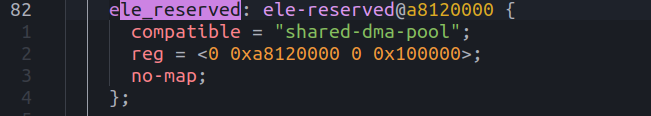 82 ele_reserved: ele-reserved@a8120000 {
1 compatible = "shared-dma-pool";
2 reg = <0 0xa8120000 0 0x100000>;
3 no-map;
4 };